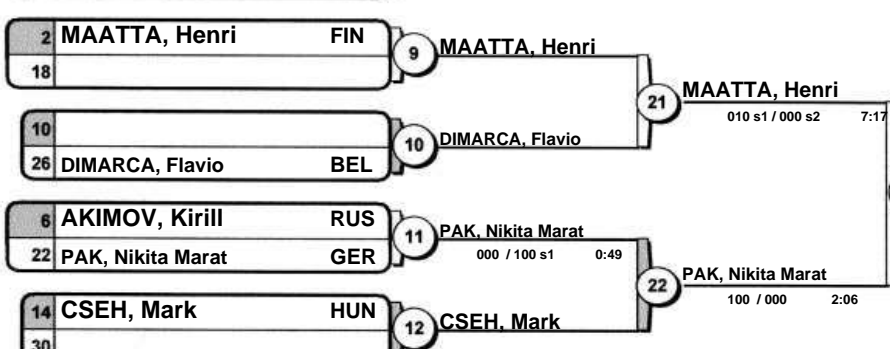 2 MAATTA, Henri FIN
18
9 MAATTA, Henri
21 MAATTA, Henri
010 s1 / 000 s2 7:17
10
26 DIMARCA, Flavio BEL
10 DIMARCA, Flavio
6 AKIMOV, Kirill RUS
22 PAK, Nikita Marat GER
11 PAK, Nikita Marat
000 / 100 s1 0:49
22 PAK, Nikita Marat
100 / 000 2:06
14 CSEH, Mark HUN
30
12 CSEH, Mark